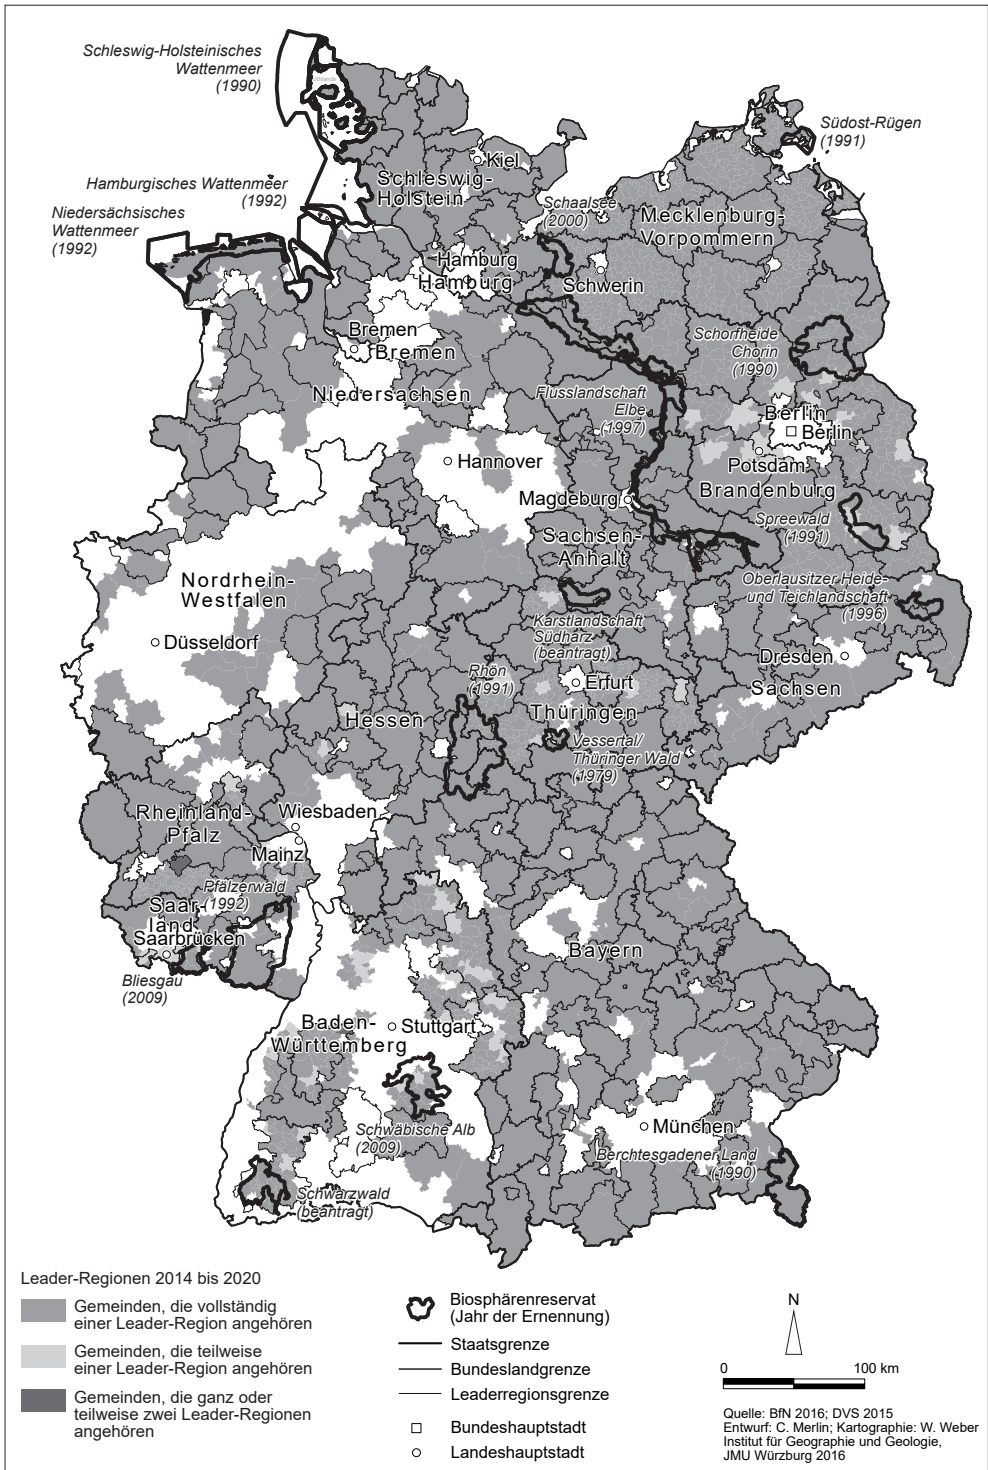 Schleswig-Holsteinisches
Wattenmeer
(1990)
Hamburgisches Wattenmeer
(1992)
Niedersächsisches
Wattenmeer
(1992)
Kiel
Schleswig-
Holstein
Südost-Rügen
(1991)
Schaalsee
(2000)
Mecklenburg-
Vorpommern
Hamburg
Hamburg
Schwerin
Bremen
Bremen
Niedersachsen
Schorfheide
Chorin
(1990)
Flusslandschaft
Elbe
(1997)
Berlin
Berlin
Hannover
Potsdam
Magdeburg
Brandenburg
Spreewald
(1991)
Sachsen-
Anhalt
Nordrhein-
Westfalen
Oberlausitzer Heide-
und Teichlandschaft
(1996)
Karstlandschaft
Südharz
(beantragt)
Düsseldorf
Dresden
Sachsen
Rhön
(1991)
Erfurt
Thüringen
Hessen
Vessertal/
Thüringer Wald
(1979)
Rheinland-
Pfalz
Wiesbaden
Mainz
Pfälzerwald
(1992)
Saar-
land
Saarbrücken
Bliesgau
(2009)
Bayern
Baden-
Württemberg
Stuttgart
Schwäbische Alb
(2009)
München
Berchtesgadener Land
(1990)
Schwarzwald
(beantragt)
Leader-Regionen 2014 bis 2020
Gemeinden, die vollständig
einer Leader-Region angehören
Gemeinden, die teilweise
einer Leader-Region angehören
Gemeinden, die ganz oder
teilweise zwei Leader-Regionen
angehören
Biosphärenreservat
(Jahr der Ernennung)
Staatsgrenze
Bundeslandgrenze
Leaderregionsgrenze
Bundeshauptstadt
Landeshauptstadt
N
0 100 km
Quelle: BfN 2016; DVS 2015
Entwurf: C. Merlin; Kartographie: W. Weber
Institut für Geographie und Geologie,
JMU Würzburg 2016